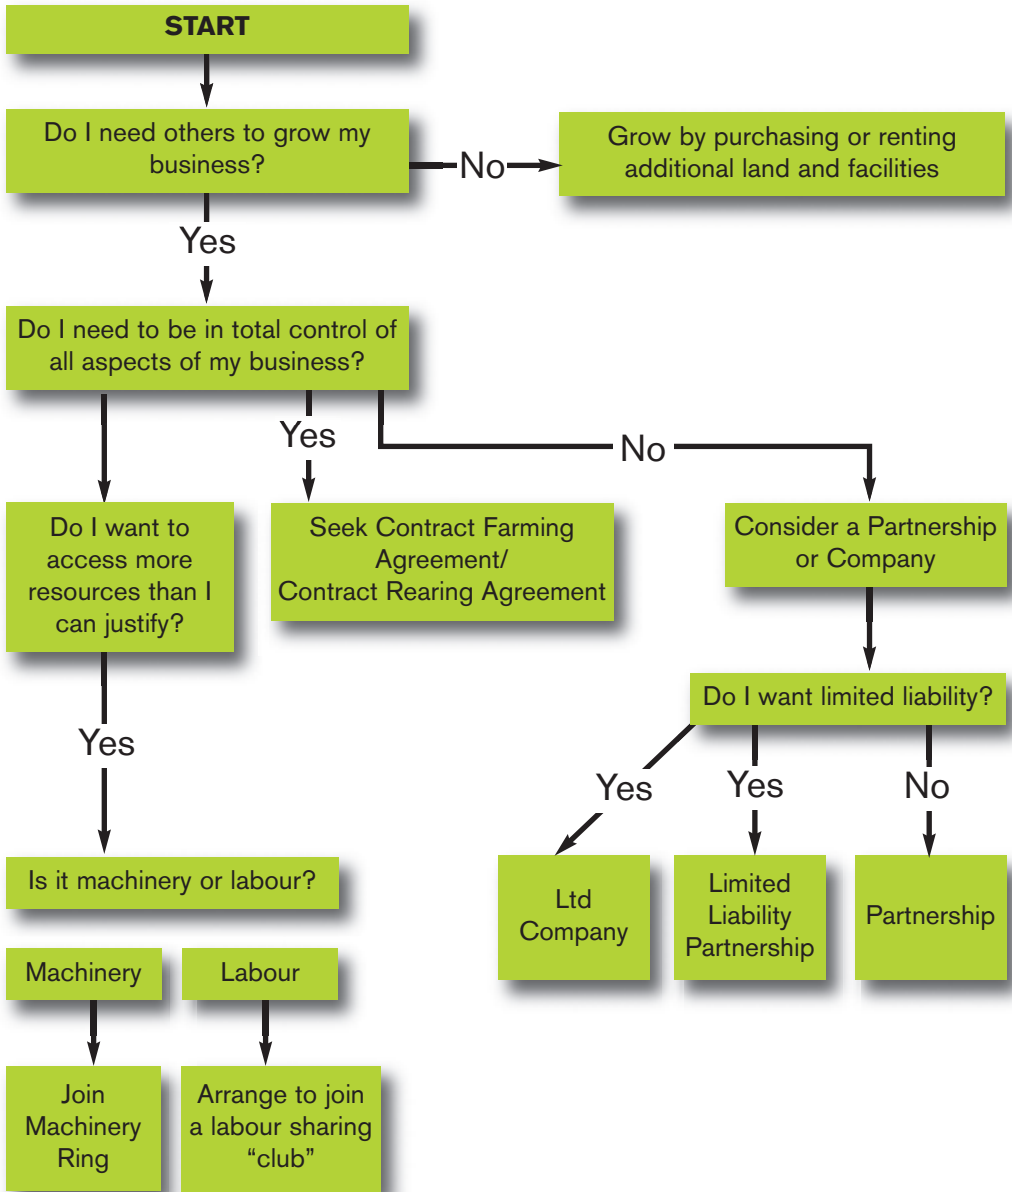 START
Do I need others to grow my
business?
No
Grow by purchasing or renting
additional land and facilities
Yes
Do I need to be in total control of
all aspects of my business?
Yes
No
Do I want to
access more
resources than I
can justify?
Seek Contract Farming
Agreement/
Contract Rearing Agreement
Consider a Partnership
or Company
Do I want limited liability?
Yes
Yes
Yes
No
Is it machinery or labour?
Ltd
Company
Limited
Liability
Partnership
Partnership
Machinery
Labour
Join
Machinery
Ring
Arrange to join
a labour sharing
“club”